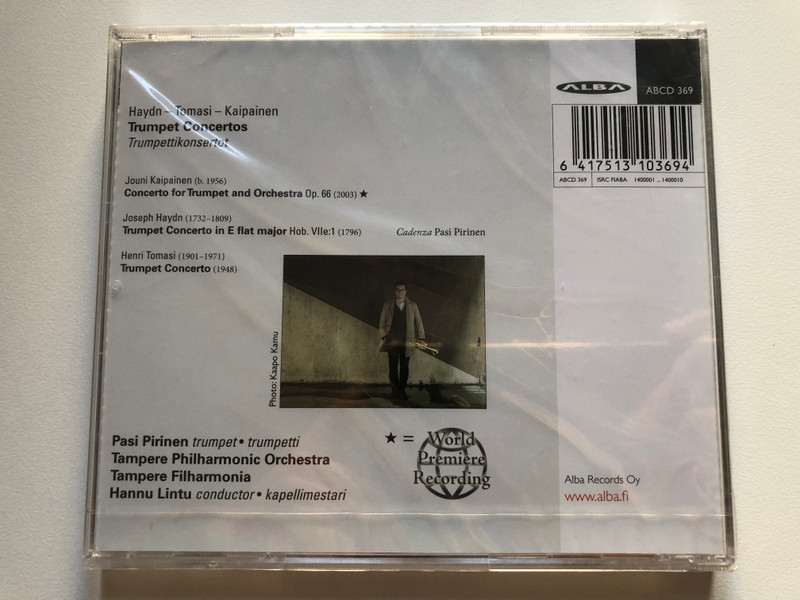 ALBA
ABCD 369
Haydn – Tomasi – Kaipainen
Trumpet Concertos
Trumpettikonsertot
6 417513 103694
ABCD 369 ISRC FIABA 1400001 ... 1400010
Jouni Kaipainen (b. 1956)
Concerto for Trumpet and Orchestra Op. 66 (2003) ★
Joseph Haydn (1732–1809)
Trumpet Concerto in E flat major Hob. VIIe:1 (1796) Cadenza Pasi Pirinen
Henri Tomasi (1901–1971)
Trumpet Concerto (1948)
Photo: Kaapo Kamu
Pasi Pirinen trumpet • trumpetti
Tampere Philharmonic Orchestra
Tampere Filharmonia
Hannu Lintu conductor • kapellimestari
★ = World
Premiere
Recording
Alba Records Oy
www.alba.fi